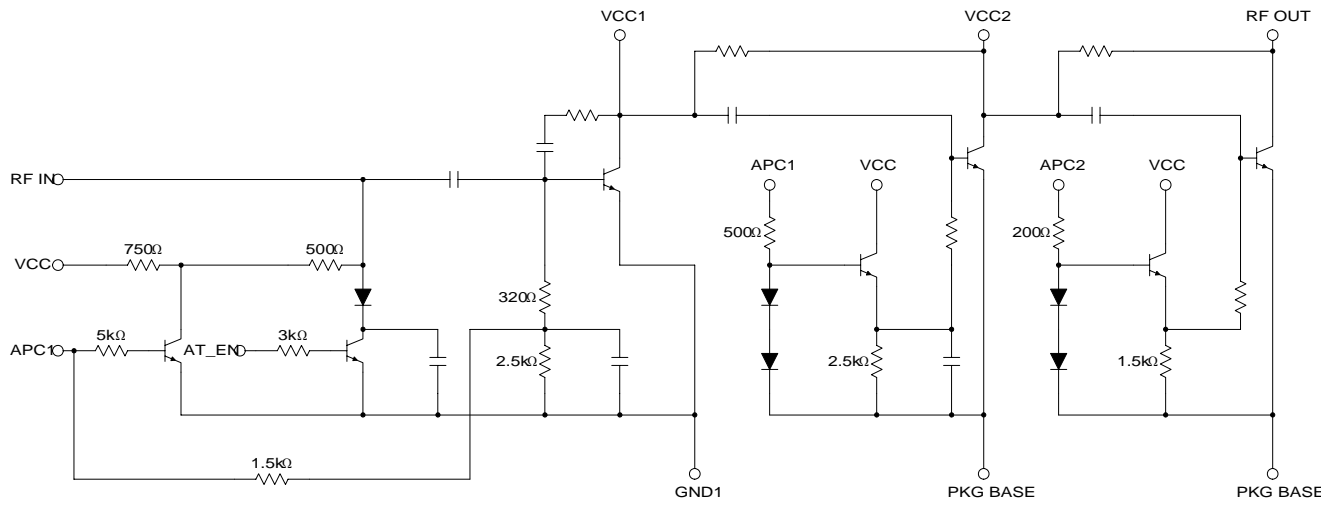 VCC1
VCC2
RF OUT
RF IN
APC1
VCC
APC2
VCC
500Ω
200Ω
750Ω
500Ω
VCC
320Ω
5kΩ
3kΩ
APC1
AT_EN
2.5kΩ
2.5kΩ
1.5kΩ
1.5kΩ
GND1
PKG BASE
PKG BASE